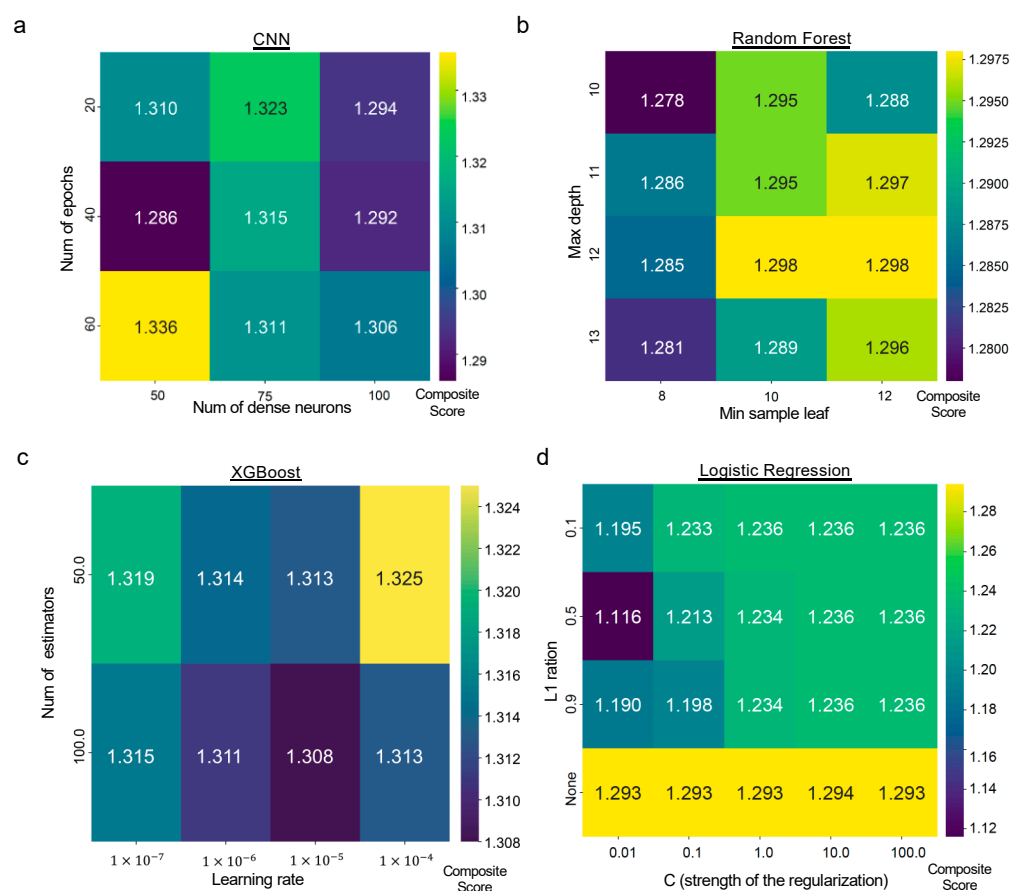 a
CNN
Num of epochs
20
40
60
1.310 1.323 1.294
1.286 1.315 1.292
1.336 1.311 1.306
50 75 100
Num of dense neurons
1.33
1.32
1.31
1.30
1.29
Composite
Score
b
Random Forest
Max depth
10
11
12
13
1.278 1.295 1.288
1.286 1.295 1.297
1.285 1.298 1.298
1.281 1.289 1.296
8 10 12
Min sample leaf
1.2975
1.2950
1.2925
1.2900
1.2875
1.2850
1.2825
1.2800
Composite
Score
c
XGBoost
Num of estimators
50.0
100.0
1.319 1.314 1.313 1.325
1.315 1.311 1.308 1.313
1 × 10⁻⁷ 1 × 10⁻⁶ 1 × 10⁻⁵ 1 × 10⁻⁴
Learning rate
1.324
1.322
1.320
1.318
1.316
1.314
1.312
1.310
1.308
Composite
Score
d
Logistic Regression
L1 ration
0.1
0.5
0.9
None
1.195 1.233 1.236 1.236 1.236
1.116 1.213 1.234 1.236 1.236
1.190 1.198 1.234 1.236 1.236
1.293 1.293 1.293 1.294 1.293
0.01 0.1 1.0 10.0 100.0
C (strength of the regularization)
1.28
1.26
1.24
1.22
1.20
1.18
1.16
1.14
1.12
Composite
Score